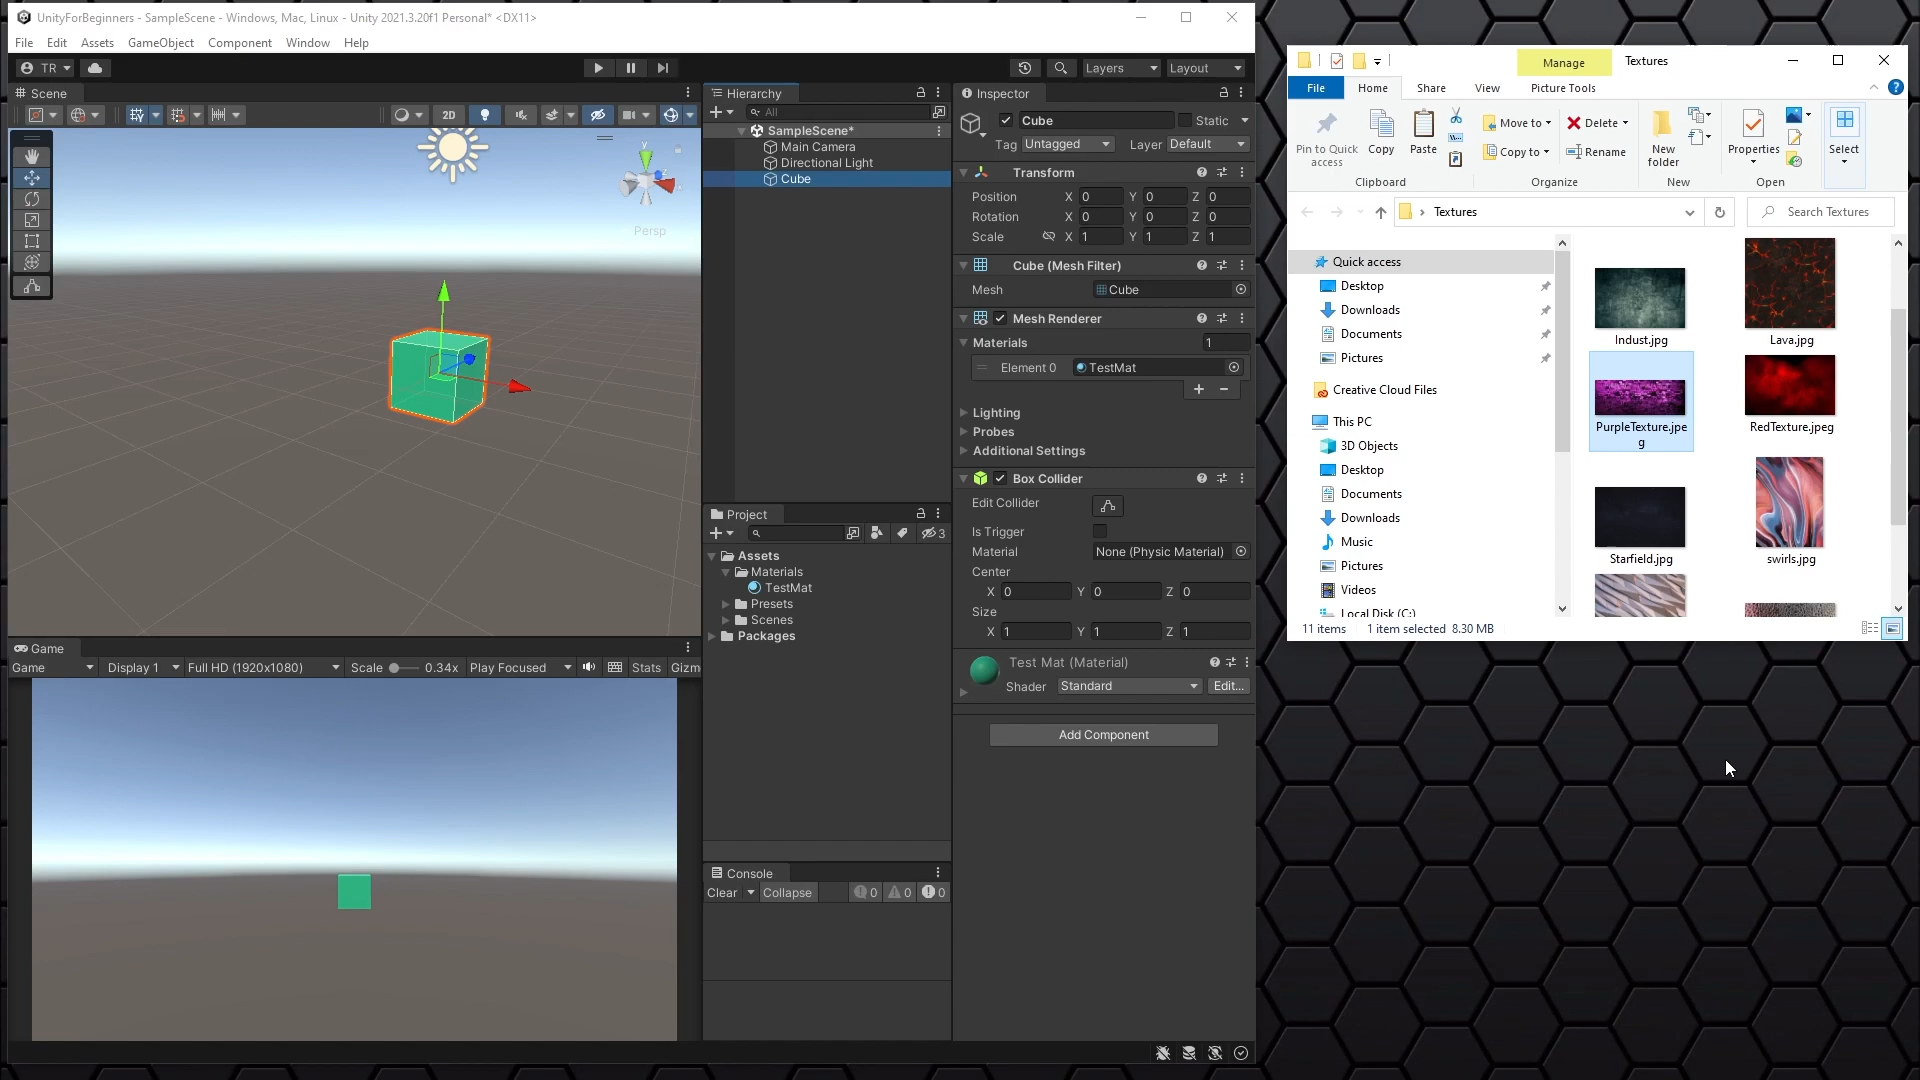 UnityForBeginners - SampleScene - Windows, Mac, Linux - Unity 2021.3.20f1 Personal* <DX11>
File Edit Assets GameObject Component Window Help
TR
Layers Layout
Scene
2D
Persp
Hierarchy
All
SampleScene*
Main Camera
Directional Light
Cube
Inspector
Cube Static
Tag Untagged Layer Default
Transform
Position X 0 Y 0 Z 0
Rotation X 0 Y 0 Z 0
Scale X 1 Y 1 Z 1
Cube (Mesh Filter)
Mesh Cube
Mesh Renderer
Materials 1
Element 0 TestMat
Lighting
Probes
Additional Settings
Box Collider
Edit Collider
Is Trigger
Material None (Physic Material)
Center
X 0 Y 0 Z 0
Size
X 1 Y 1 Z 1
Test Mat (Material)
Shader Standard Edit...
Add Component
Project
3
Assets
Materials
TestMat
Presets
Scenes
Packages
Game
Game Display 1 Full HD (1920x1080) Scale 0.34x Play Focused Stats Gizm
Console
Clear Collapse 0 0 0
Manage Textures
File Home Share View Picture Tools
Pin to Quick access
Copy
Paste
Move to
Copy to
Delete
Rename
New folder
Properties
Select
Clipboard Organize New Open
Textures
Search Textures
Quick access
Desktop
Downloads
Documents
Pictures
Creative Cloud Files
This PC
3D Objects
Desktop
Documents
Downloads
Music
Pictures
Videos
Local Disk (C:)
Indust.jpg
Lava.jpg
PurpleTexture.jpe
g
RedTexture.jpeg
Starfield.jpg
swirls.jpg
11 items 1 item selected 8.30 MB